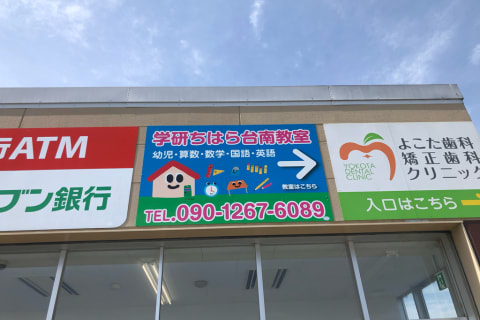 行ATM
ブン銀行
学研ちはら台南教室
幼児・算数・数学・国語・英語
教室はこちら
TEL.090-1267-6089
YOKOTA
DENTAL
CLINIC
よこた歯科
矯正歯科
クリニック
入口はこちら